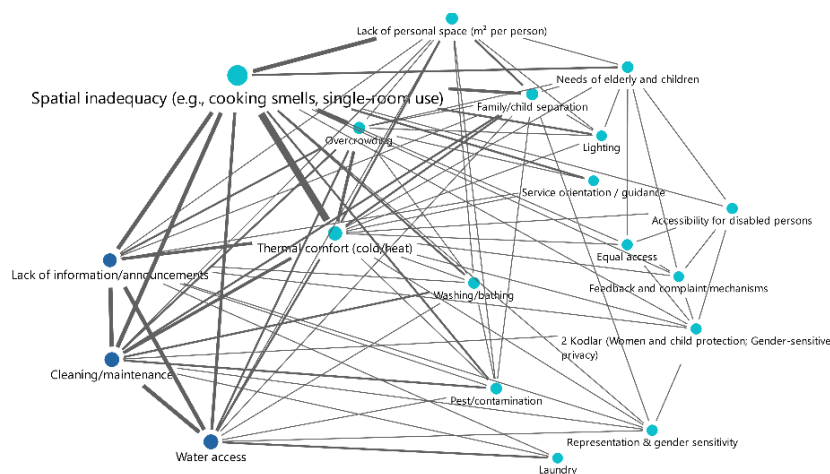 Lack of personal space (m² per person)
Needs of elderly and children
Spatial inadequacy (e.g., cooking smells, single-room use)
Family/child separation
Overcrowding
Lighting
Service orientation / guidance
Accessibility for disabled persons
Thermal comfort (cold/heat)
Equal access
Lack of information/announcements
Feedback and complaint mechanisms
Washing/bathing
2 Kodlar (Women and child protection; Gender-sensitive
privacy)
Cleaning/maintenance
Pest/contamination
Representation & gender sensitivity
Water access
Laundry